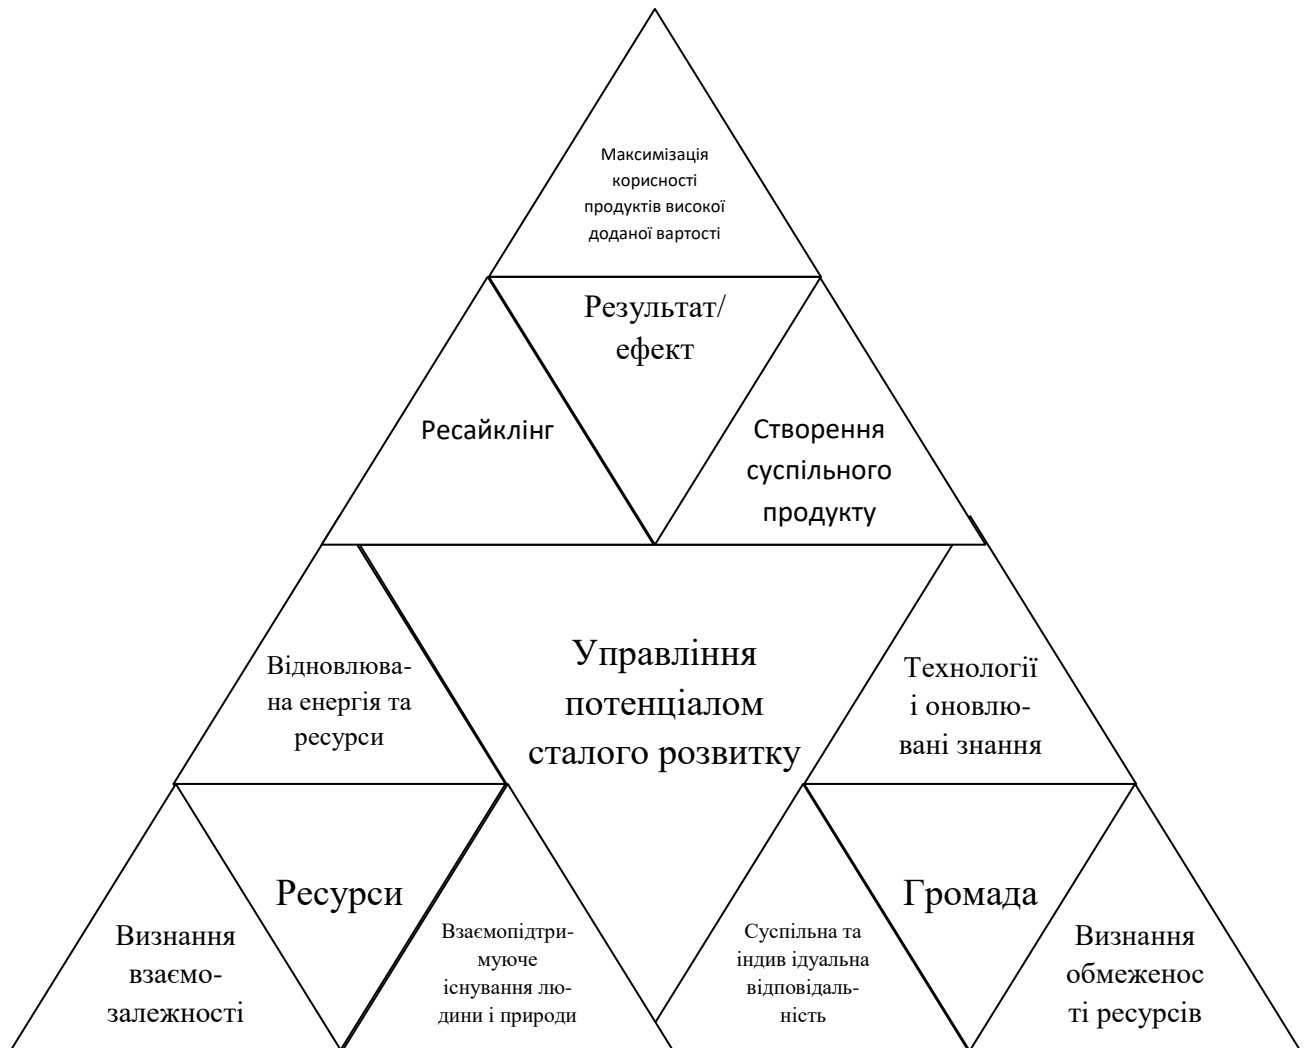 Максимізація
корисності
продуктів високої
доданої вартості
Результат/
ефект
Ресайклінг
Створення
суспільного
продукту
Управління
потенціалом
сталого розвитку
Відновлюва-
на енергія та
ресурси
Технології
і оновлю-
вані знання
Ресурси
Громада
Визнання
взаємо-
залежності
Взаємопідтри-
муюче
існування лю-
дини і природи
Суспільна та
індив ідуальна
відповідаль-
ність
Визнання
обмеженос
ті ресурсів